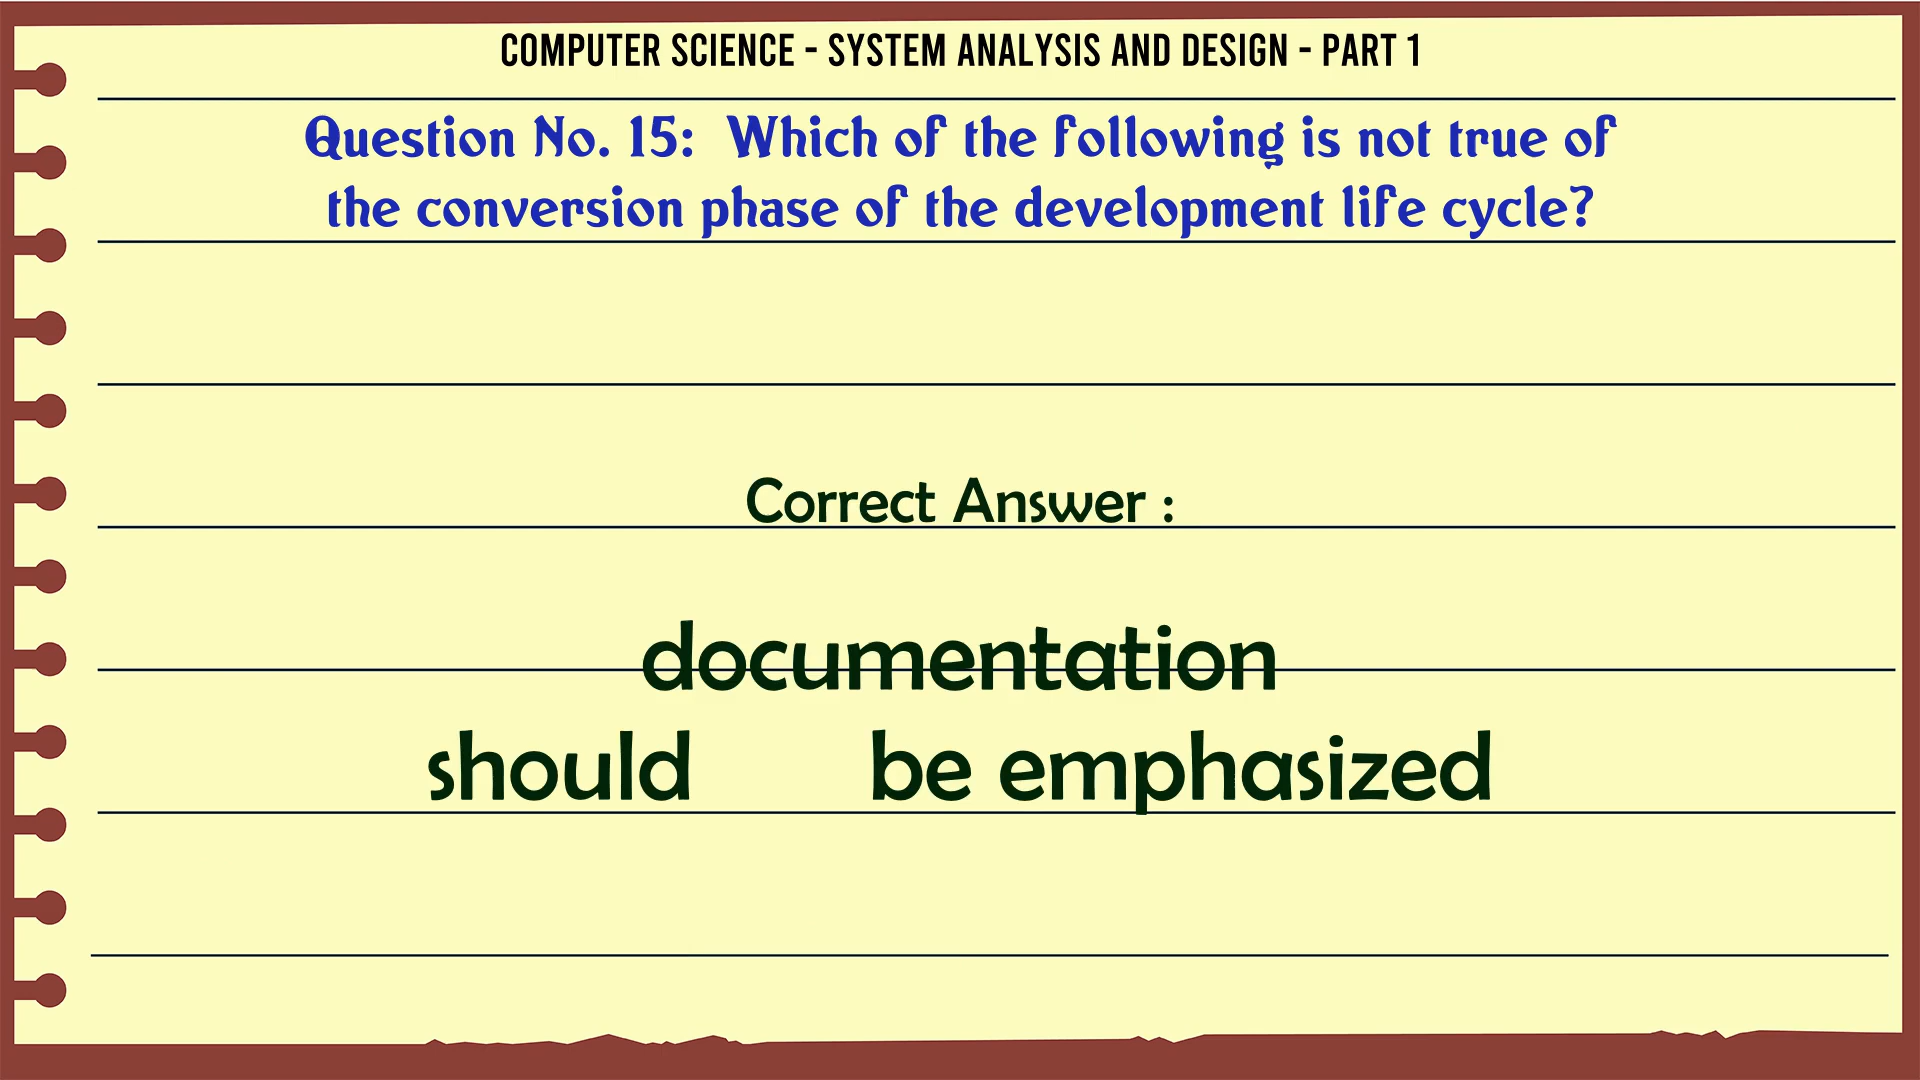 COMPUTER SCIENCE - SYSTEM ANALYSIS AND DESIGN - PART 1
Question No. 15: Which of the following is not true of
the conversion phase of the development life cycle?
Correct Answer :
documentation
should be emphasized